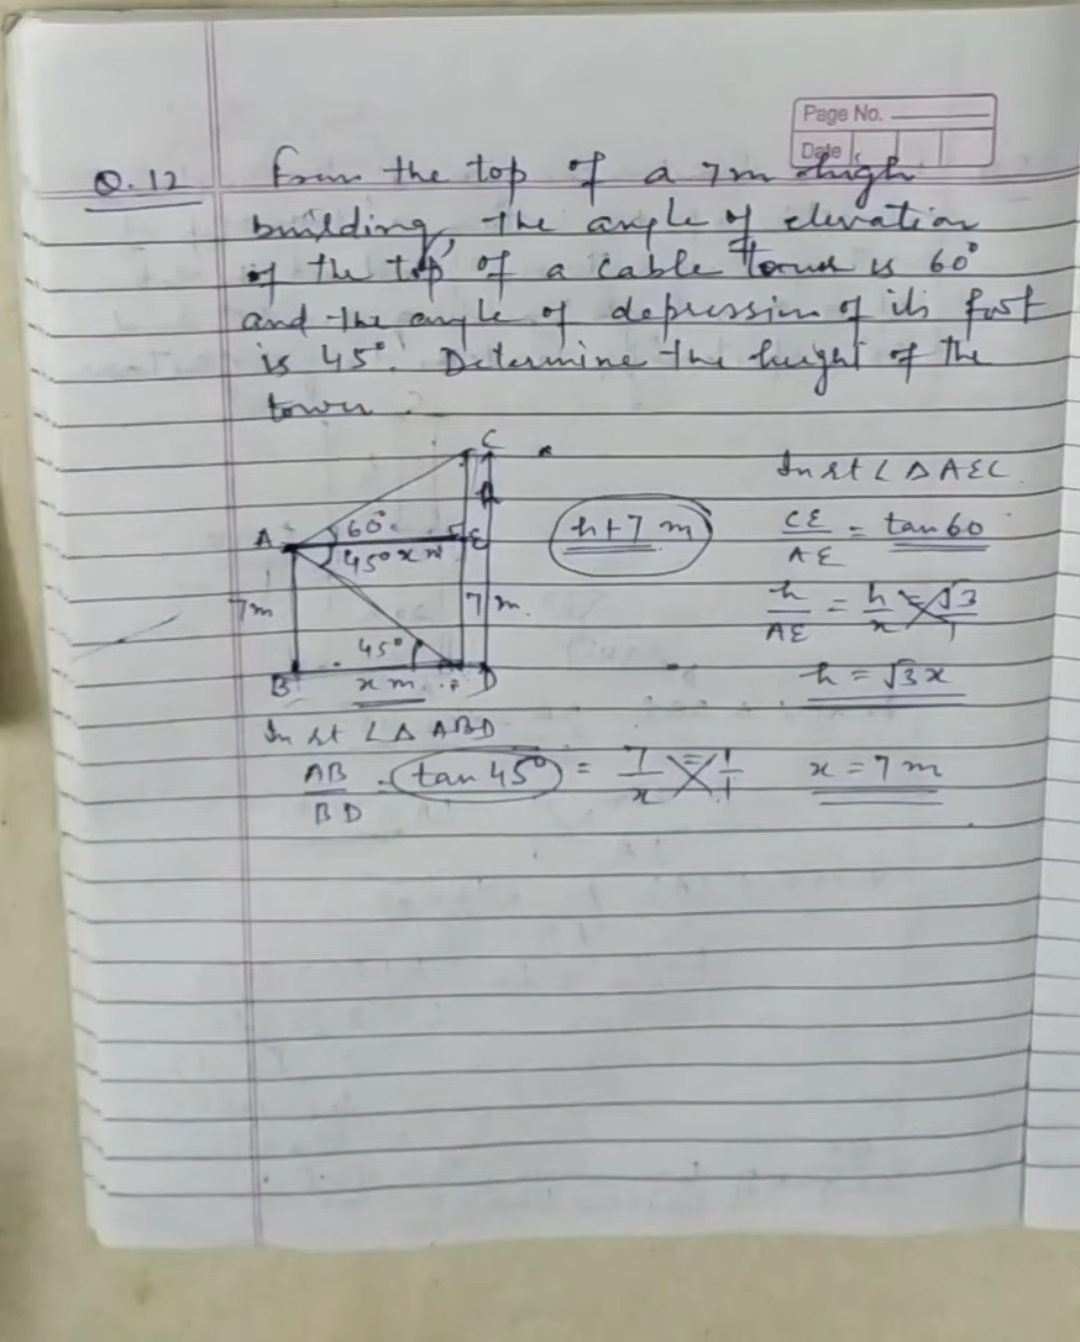 Page No.
Date
Q. 12 From the top of a 7m high
building, the angle of elevation
of the top of a cable tower is 60°
and the angle of depression of its foot
is 45°. Determine the height of the
tower.
C
A 60° E
45° x m
7m 7 m.
45°
B x m D
h+7 m
In rt ∠ Δ AEC
CE/AE = tan 60
h/AE = h/x = √3/1
h = √3x
In rt ∠ Δ ABD
AB/BD = tan 45° = 7/x = 1/1 x = 7 m